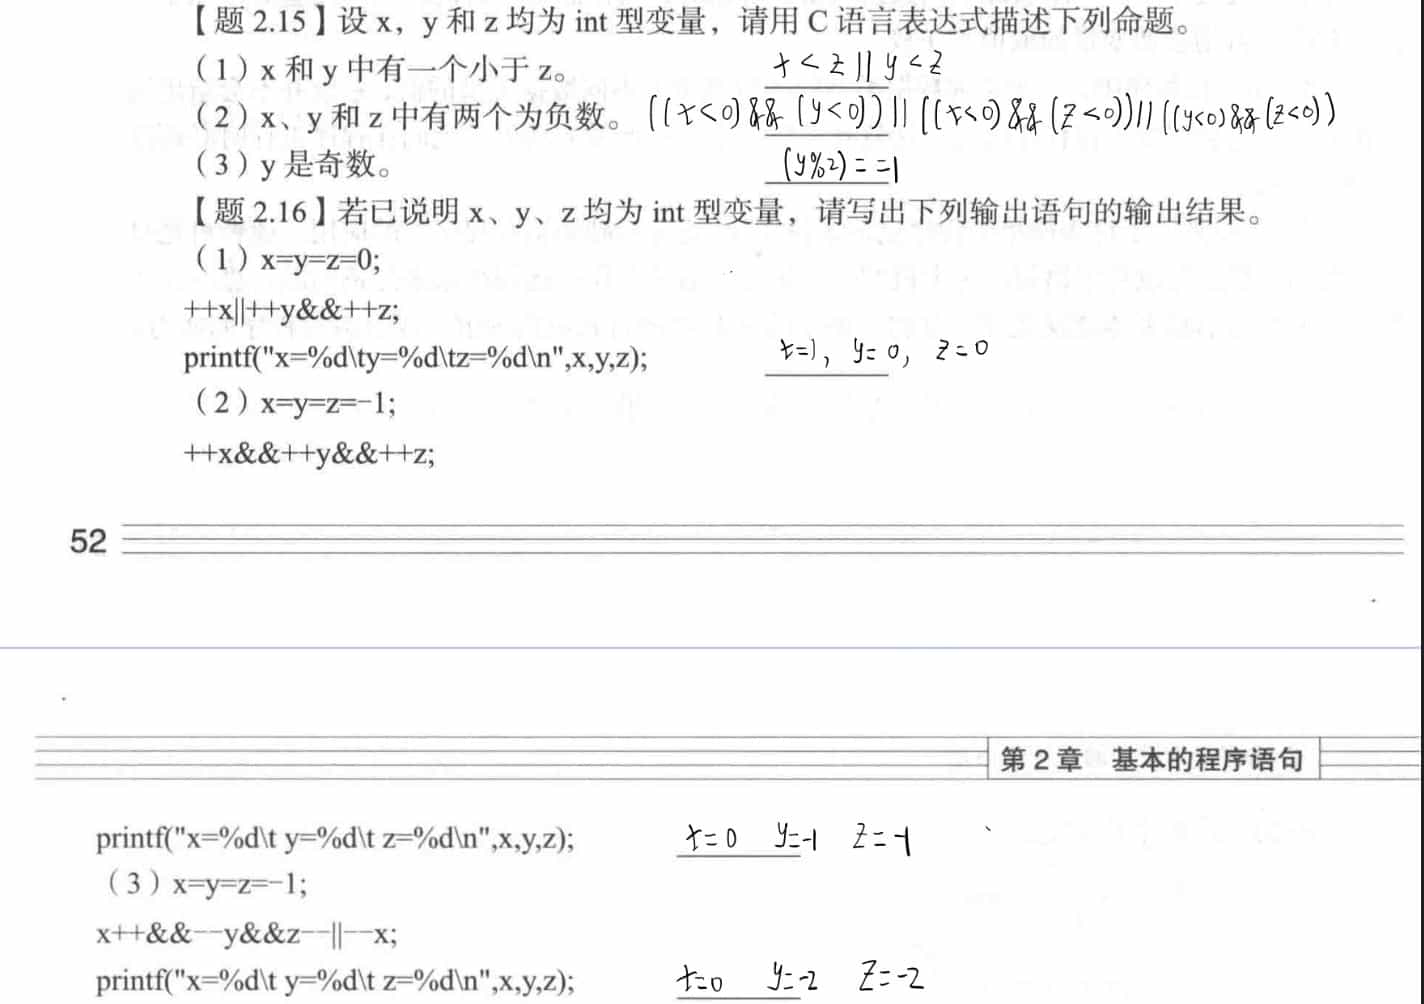 【题 2.15】设 x，y 和 z 均为 int 型变量，请用 C 语言表达式描述下列命题。
（1）x 和 y 中有一个小于 z。 x<z||y<z
（2）x、y 和 z 中有两个为负数。 ((x<0)&&(y<0))||((x<0)&&(z<0))||((y<0)&&(z<0))
（3）y 是奇数。 (y%2)==1
【题 2.16】若已说明 x、y、z 均为 int 型变量，请写出下列输出语句的输出结果。
（1）x=y=z=0;
++x||++y&&++z;
printf("x=%d\ty=%d\tz=%d\n",x,y,z); x=1，y=0，z=0
（2）x=y=z=-1;
++x&&++y&&++z;
52
第 2 章 基本的程序语句
printf("x=%d\t y=%d\t z=%d\n",x,y,z); x=0 y=-1 z=-1
（3）x=y=z=-1;
x++&&--y&&z--||--x;
printf("x=%d\t y=%d\t z=%d\n",x,y,z); x=0 y=-2 z=-2